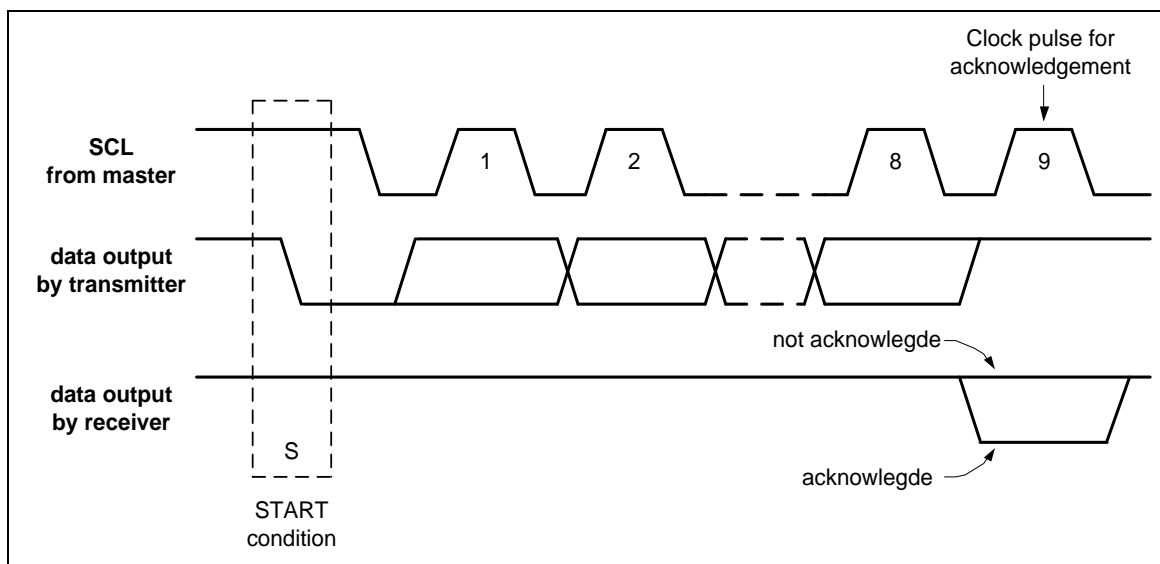 Clock pulse for
acknowledgement
SCL
from master
1
2
8
9
data output
by transmitter
not acknowlegde
data output
by receiver
S
acknowlegde
START
condition